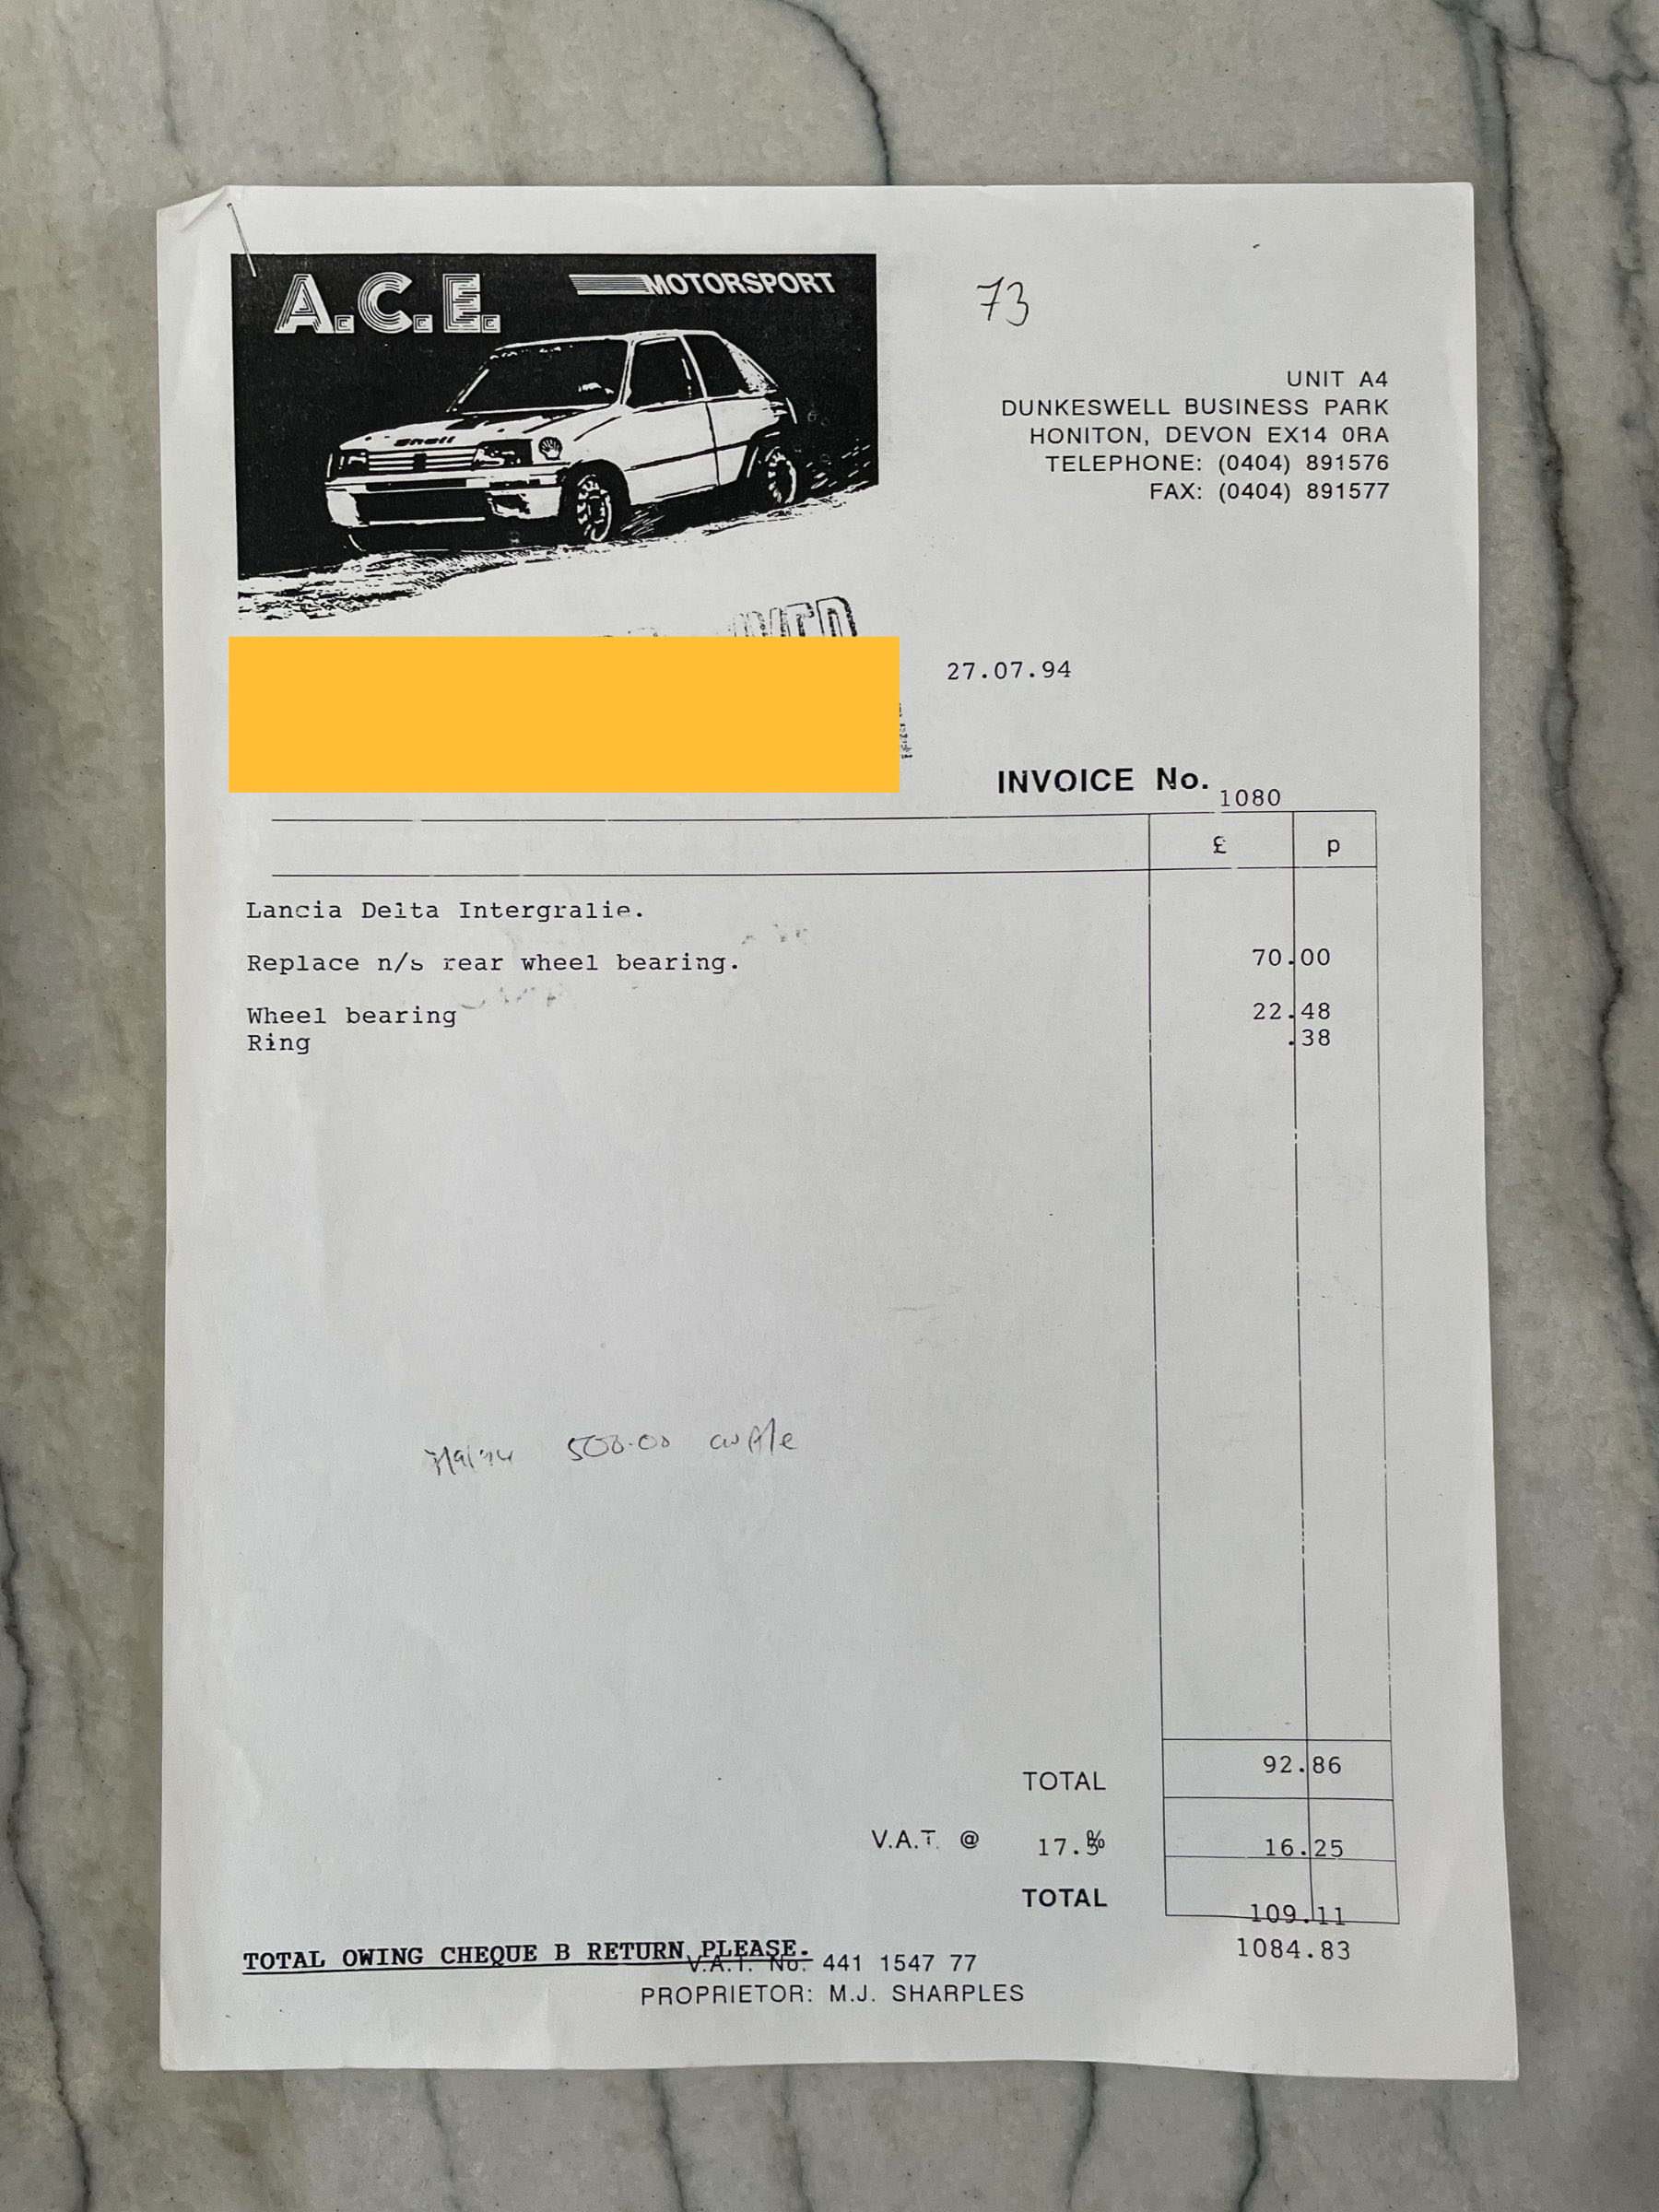 A.C.E. MOTORSPORT
Shell
73
UNIT A4
DUNKESWELL BUSINESS PARK
HONITON, DEVON EX14 0RA
TELEPHONE: (0404) 891576
FAX: (0404) 891577
27.07.94
INVOICE No. 1080
£ p
Lancia Delta Intergralie.
Replace n/s rear wheel bearing. 70.00
Wheel bearing 22.48
Ring .38
500.00
TOTAL 92.86
V.A.T. @ 17.5% 16.25
TOTAL 109.11
TOTAL OWING CHEQUE B RETURN PLEASE. 1084.83
V.A.T. No. 441 1547 77
PROPRIETOR: M.J. SHARPLES